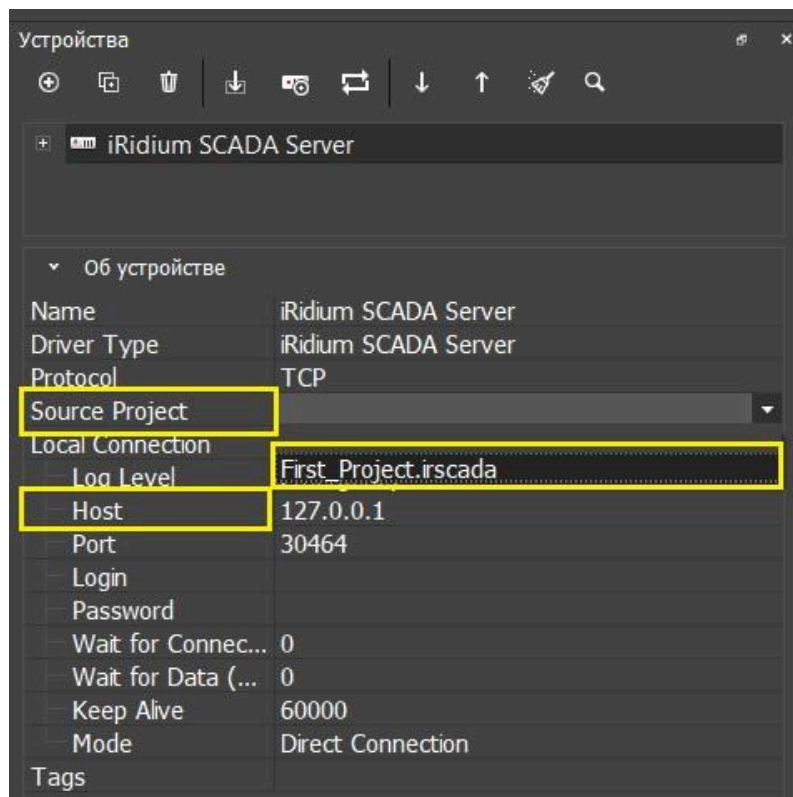 Устройства
iRidium SCADA Server
Об устройстве
Name iRidium SCADA Server
Driver Type iRidium SCADA Server
Protocol TCP
Source Project
Local Connection
First_Project.irscada
Log Level
Host 127.0.0.1
Port 30464
Login
Password
Wait for Connec... 0
Wait for Data (... 0
Keep Alive 60000
Mode Direct Connection
Tags